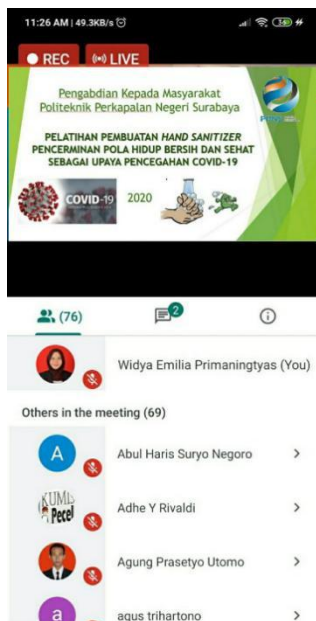 11:26 AM | 49.3KB/s
REC
LIVE
Pengabdian Kepada Masyarakat
Politeknik Perkapalan Negeri Surabaya
PELATIHAN PEMBUATAN HAND SANITIZER
PENCERMINAN POLA HIDUP BERSIH DAN SEHAT
SEBAGAI UPAYA PENCEGAHAN COVID-19
COVID-19
2020
(76)
2
Widya Emilia Primaningtyas (You)
Others in the meeting (69)
A
Abul Haris Suryo Negoro
KUMIS
Pecel
Adhe Y Rivaldi
Agung Prasetyo Utomo
a
agus trihartono